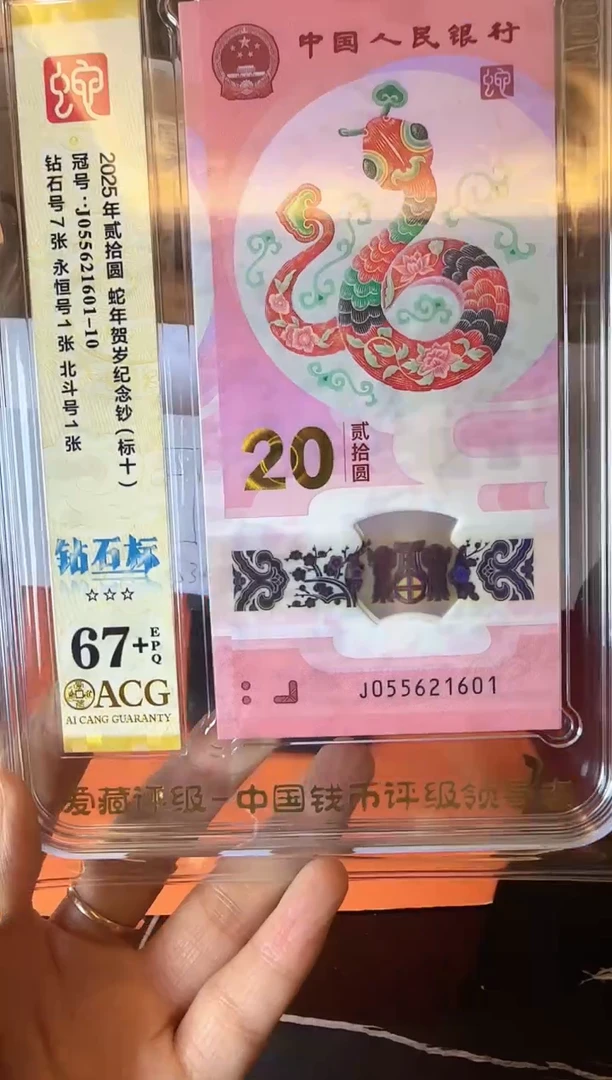 蛇
2025年贰拾圆 蛇年贺岁纪念钞(标十)
冠号:J055621601-10
钻石号7张 永恒号1张 北斗号1张
钻石标
☆☆☆
67+EPQ
ACG
AI CANG GUARANTY
中国人民银行
蛇
20
贰拾圆
J055621601
爱藏评级-中国钱币评级领